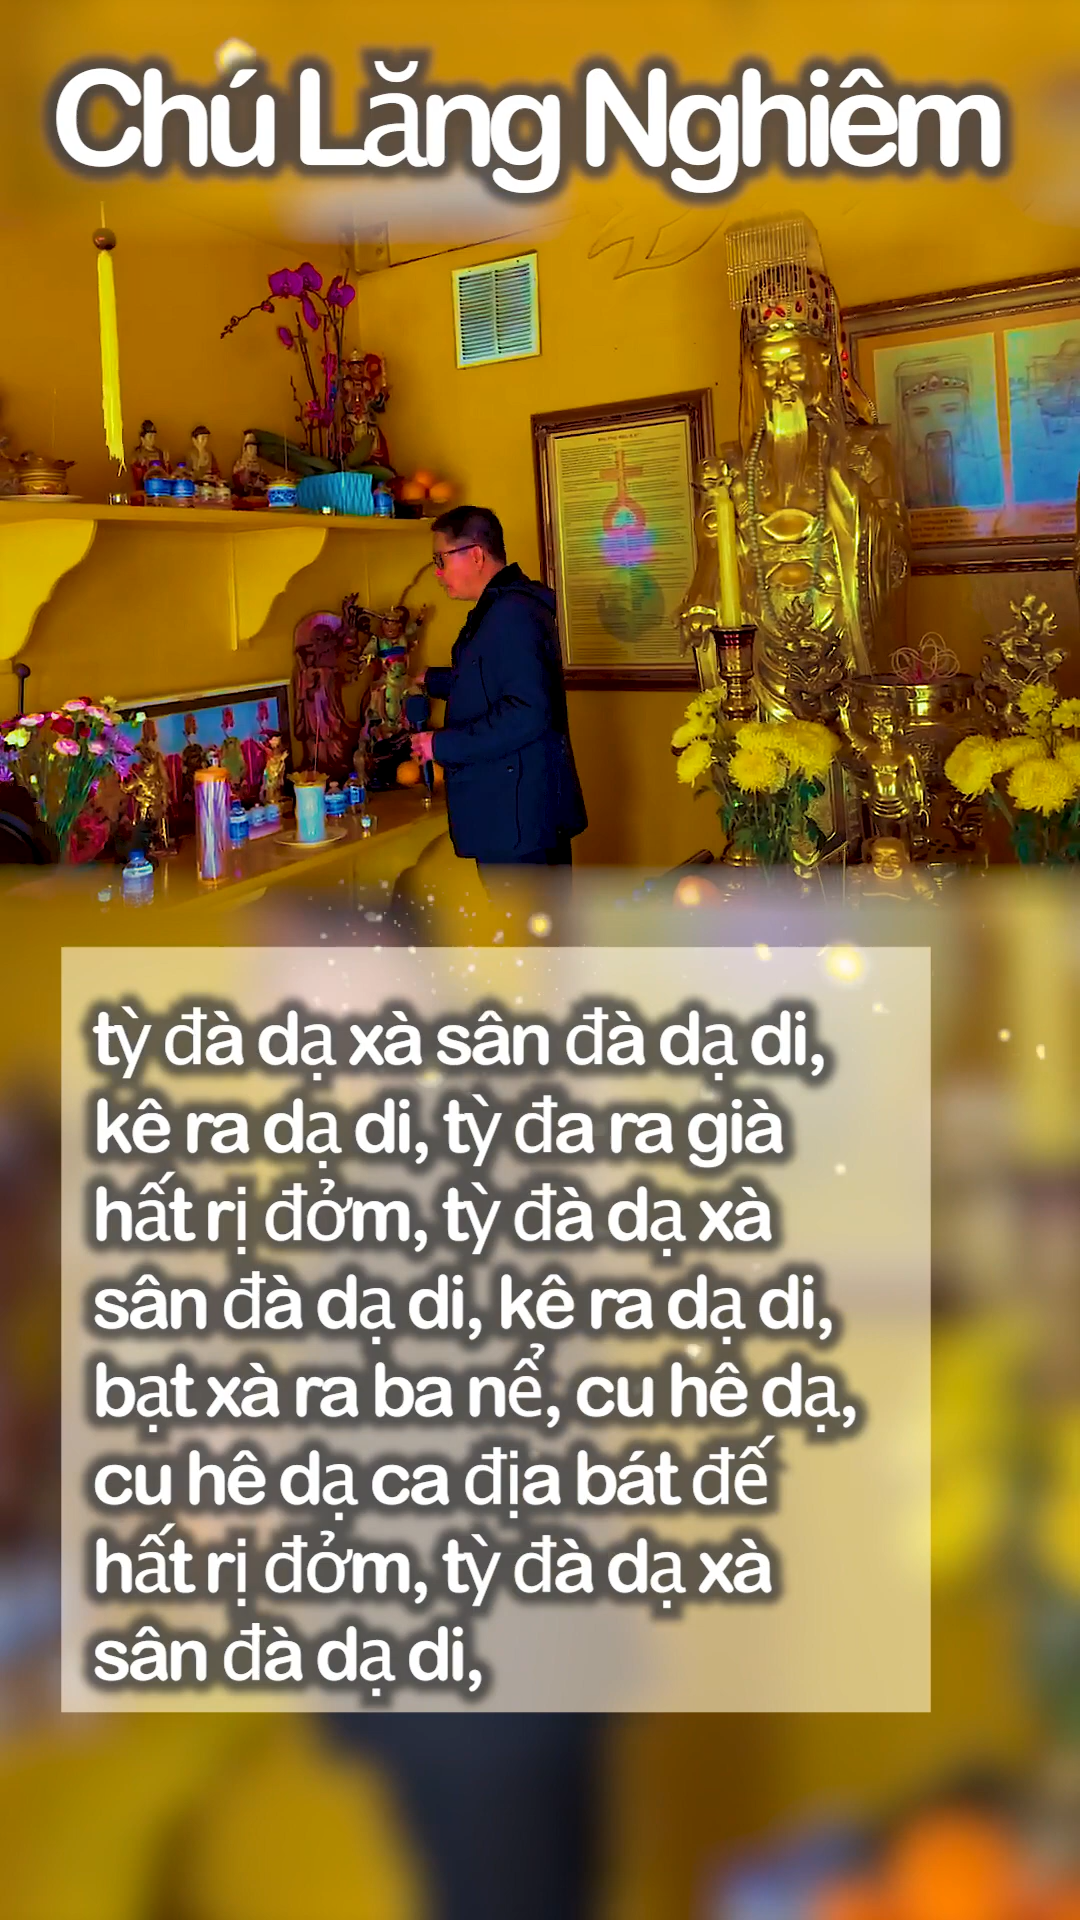 Chú Lăng Nghiêm
tỳ đà dạ xà sân đà dạ di,
kê ra dạ di, tỳ đa ra già
hất rị đởm, tỳ đà dạ xà
sân đà dạ di, kê ra dạ di,
bạt xà ra ba nể, cu hê dạ,
cu hê dạ ca địa bát đế
hất rị đởm, tỳ đà dạ xà
sân đà dạ di,